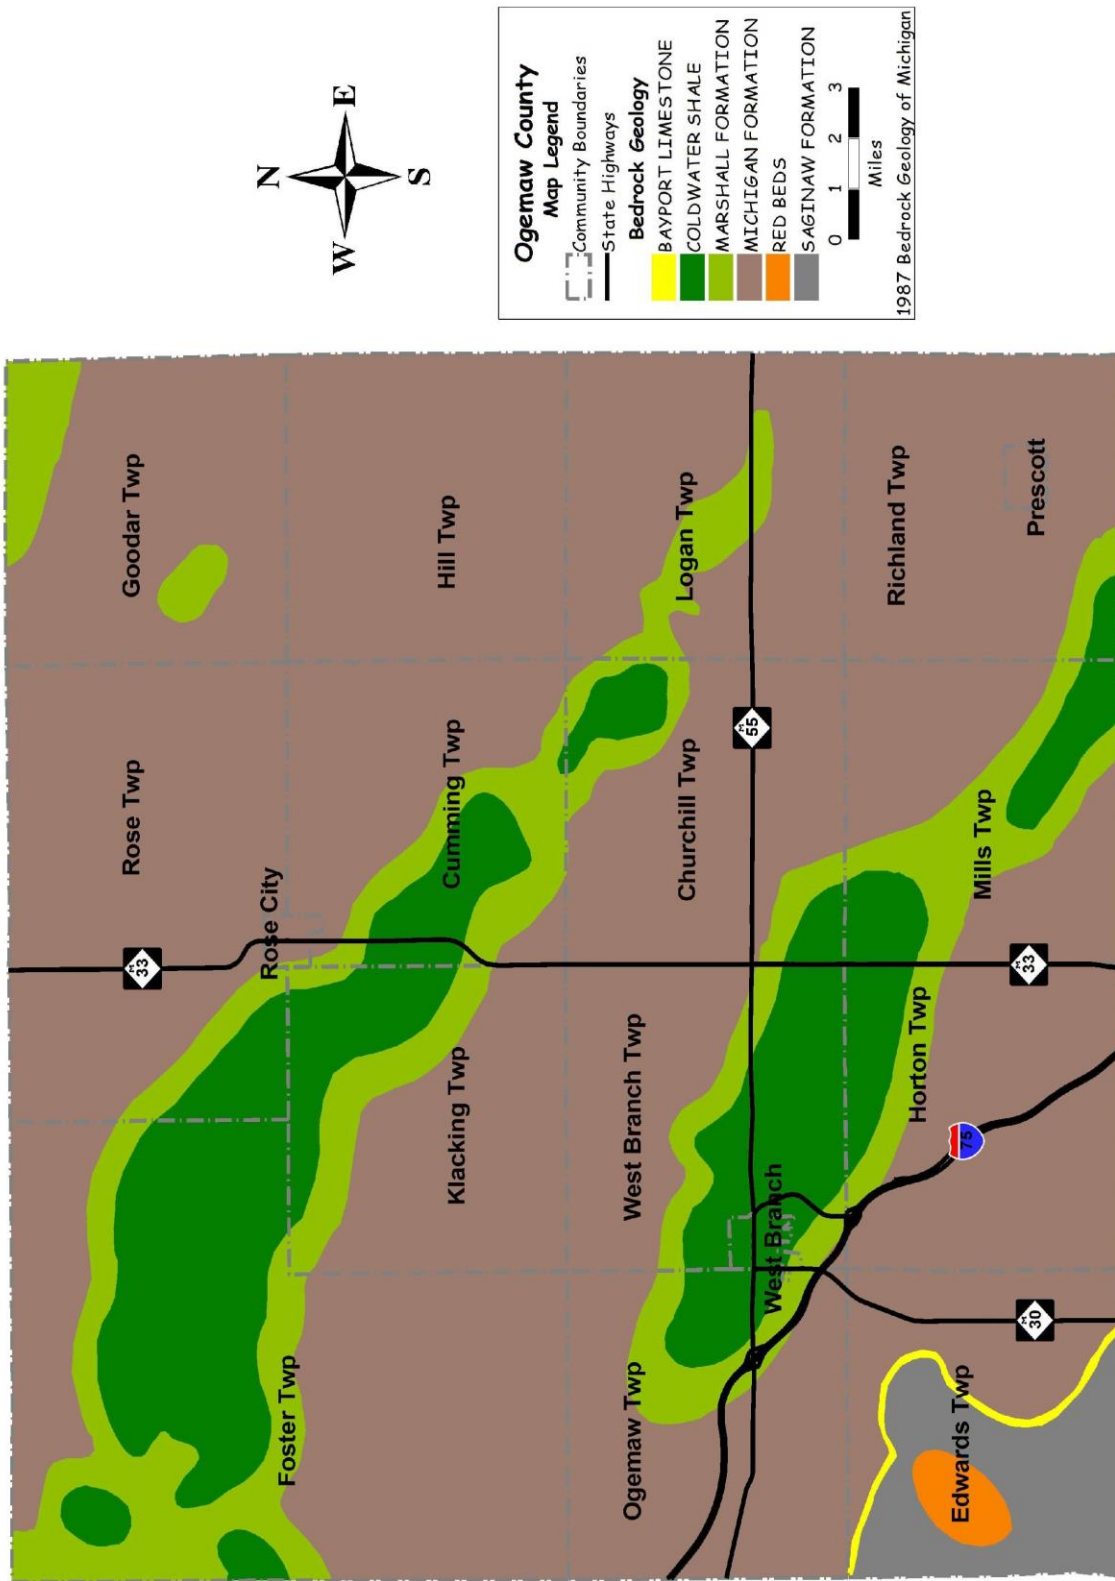 N
W
E
S
Ogemaw County
Map Legend
Community Boundaries
State Highways
Bedrock Geology
BAYPORT LIMESTONE
COLDWATER SHALE
MARSHALL FORMATION
MICHIGAN FORMATION
RED BEDS
SAGINAW FORMATION
0 1 2 3
Miles
1987 Bedrock Geology of Michigan
Foster Twp
Rose Twp
Goodar Twp
M
33
Rose City
Klacking Twp
Cumming Twp
Hill Twp
Ogemaw Twp
West Branch Twp
Churchill Twp
Logan Twp
M
55
West Branch
Edwards Twp
Horton Twp
Mills Twp
Richland Twp
75
M
30
M
33
Prescott